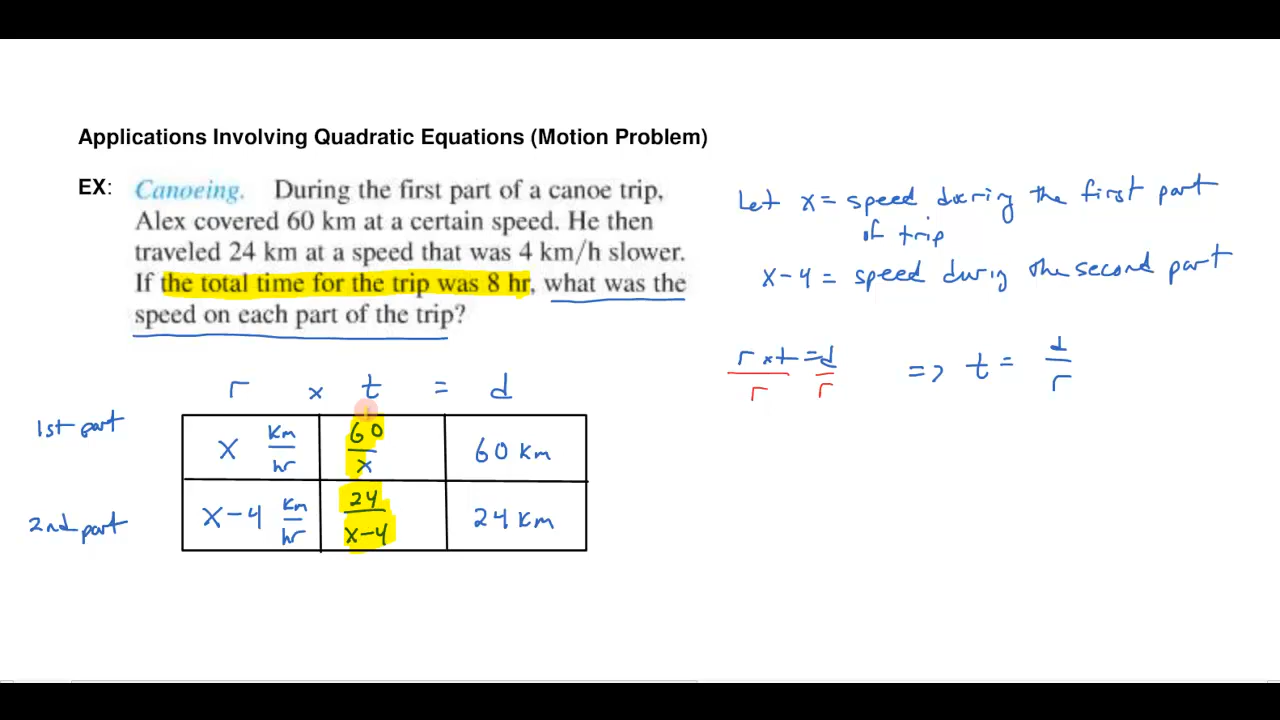 Applications Involving Quadratic Equations (Motion Problem)
EX: Canoeing. During the first part of a canoe trip,
Alex covered 60 km at a certain speed. He then
traveled 24 km at a speed that was 4 km/h slower.
If the total time for the trip was 8 hr, what was the
speed on each part of the trip?
Let x = speed during the first part
of trip
x-4 = speed durig the second part
r × t = d => t = d
r r r
r × t = d
1st part x km 60 60 km
hr x
2nd part x-4 km 24 24 km
hr x-4